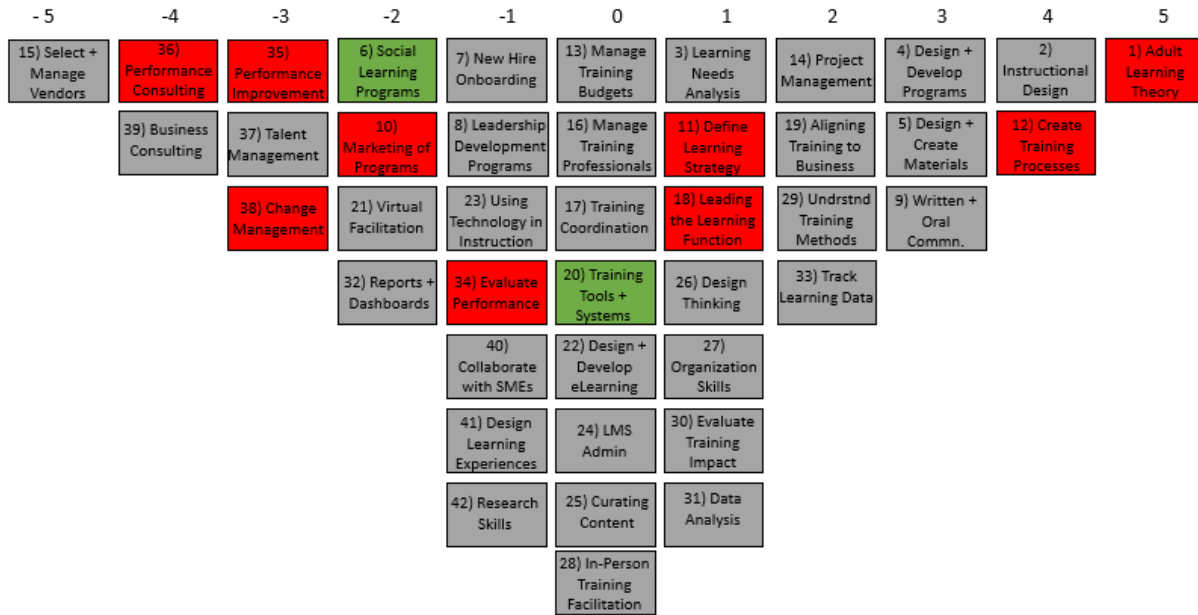 - 5 -4 -3 -2 -1 0 1 2 3 4 5
15) Select +
Manage
Vendors
36)
Performance
Consulting
35)
Performance
Improvement
6) Social
Learning
Programs
7) New Hire
Onboarding
13) Manage
Training
Budgets
3) Learning
Needs
Analysis
14) Project
Management
4) Design +
Develop
Programs
2)
Instructional
Design
1) Adult
Learning
Theory
39) Business
Consulting
37) Talent
Management
10)
Marketing of
Programs
8) Leadership
Development
Programs
16) Manage
Training
Professionals
11) Define
Learning
Strategy
19) Aligning
Training to
Business
5) Design +
Create
Materials
12) Create
Training
Processes
38) Change
Management
21) Virtual
Facilitation
23) Using
Technology in
Instruction
17) Training
Coordination
18) Leading
the Learning
Function
29) Undrstnd
Training
Methods
9) Written +
Oral
Commn.
32) Reports +
Dashboards
34) Evaluate
Performance
20) Training
Tools +
Systems
26) Design
Thinking
33) Track
Learning Data
40)
Collaborate
with SMEs
22) Design +
Develop
eLearning
27)
Organization
Skills
41) Design
Learning
Experiences
24) LMS
Admin
30) Evaluate
Training
Impact
42) Research
Skills
25) Curating
Content
31) Data
Analysis
28) In-Person
Training
Facilitation